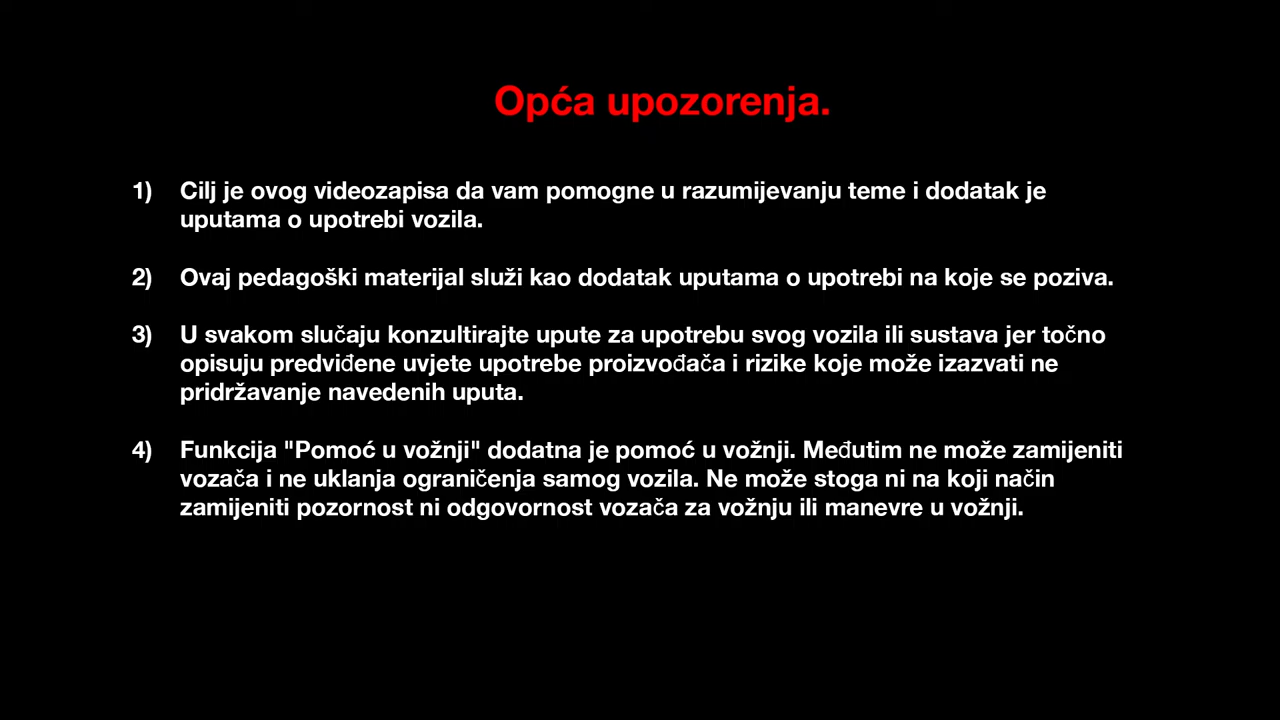 Opća upozorenja.
1) Cilj je ovog videozapisa da vam pomogne u razumijevanju teme i dodatak je
uputama o upotrebi vozila.
2) Ovaj pedagoški materijal služi kao dodatak uputama o upotrebi na koje se poziva.
3) U svakom slučaju konzultirajte upute za upotrebu svog vozila ili sustava jer točno
opisuju predviđene uvjete upotrebe proizvođača i rizike koje može izazvati ne
pridržavanje navedenih uputa.
4) Funkcija "Pomoć u vožnji" dodatna je pomoć u vožnji. Međutim ne može zamijeniti
vozača i ne uklanja ograničenja samog vozila. Ne može stoga ni na koji način
zamijeniti pozornost ni odgovornost vozača za vožnju ili manevre u vožnji.